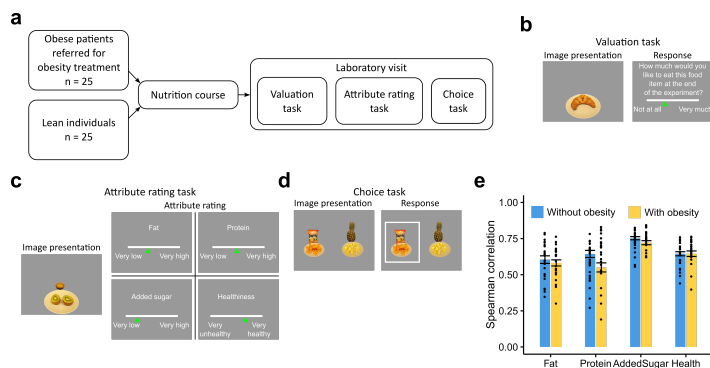 a
Obese patients
referred for
obesity treatment
n = 25
Lean individuals
n = 25
Nutrition course
Laboratory visit
Valuation
task
Attribute rating
task
Choice
task
b
Valuation task
Image presentation
Response
How much would you
like to eat this food
item at the end
of the experiment?
Not at all
Very much
c
Attribute rating task
Attribute rating
Image presentation
Fat
Very low
Very high
Protein
Very low
Very high
Added sugar
Very low
Very high
Healthiness
Very
unhealthy
Very
healthy
d
Choice task
Image presentation
Response
e
Spearman correlation
1.00
0.75
0.50
0.25
0.00
Without obesity
With obesity
Fat
Protein
AddedSugar
Health